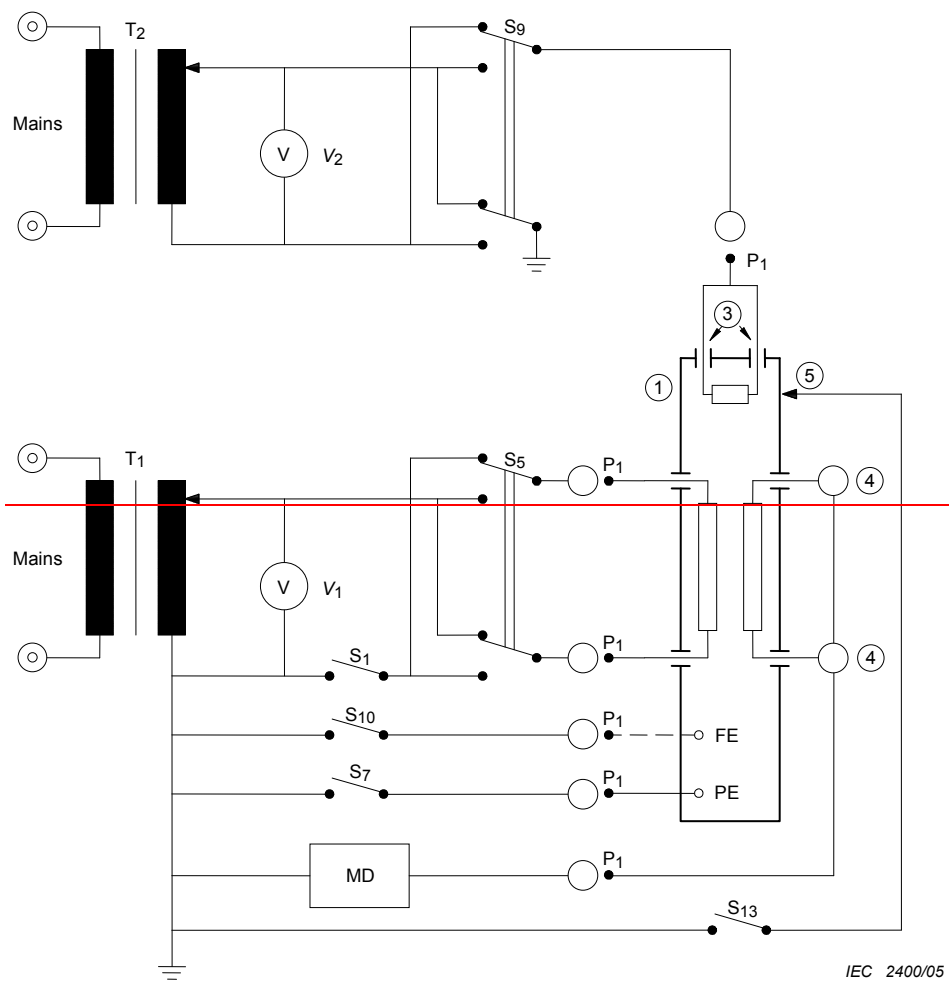 T2
S9
Mains
V
V2
P1
3
1
5
T1
S5
P1
4
Mains
V
V1
S1
P1
4
S10
P1
FE
S7
P1
PE
MD
P1
S13
IEC 2400/05